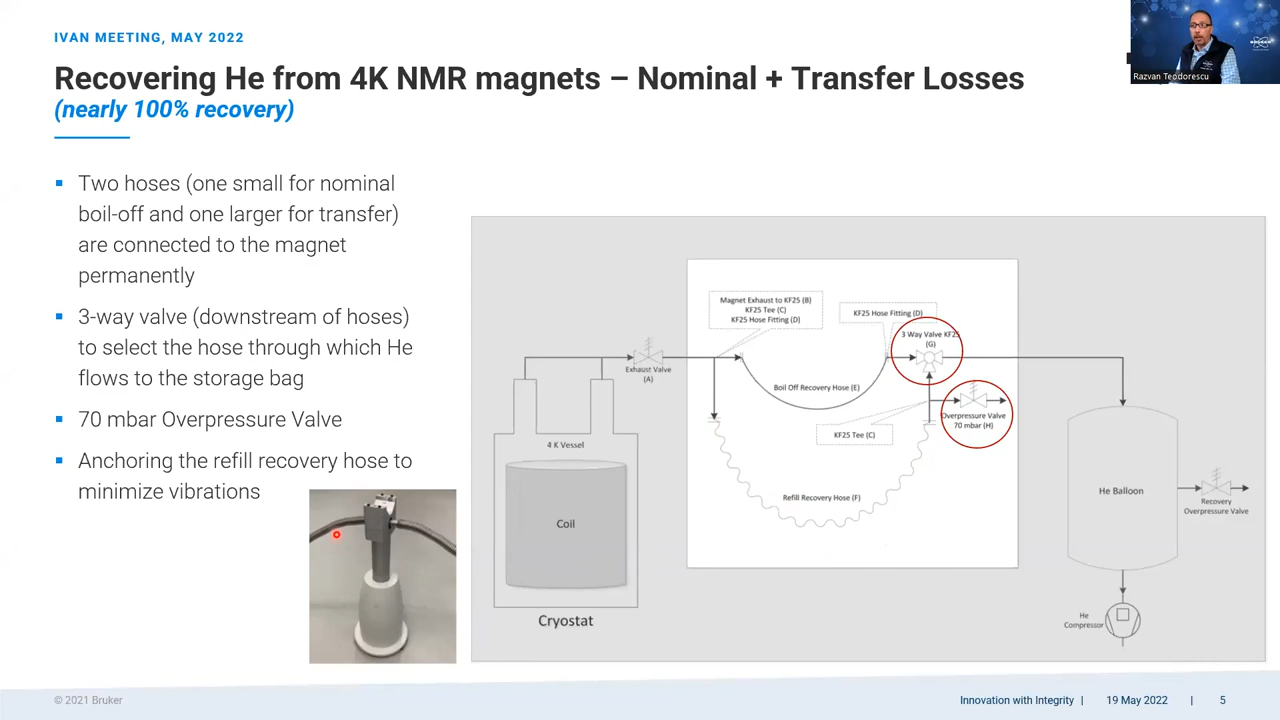 IVAN MEETING, MAY 2022
Recovering He from 4K NMR magnets – Nominal + Transfer Losses
(nearly 100% recovery)
Razvan Teodorescu
Two hoses (one small for nominal
boil-off and one larger for transfer)
are connected to the magnet
permanently
3-way valve (downstream of hoses)
to select the hose through which He
flows to the storage bag
70 mbar Overpressure Valve
Anchoring the refill recovery hose to
minimize vibrations
Magnet Exhaust to KF25 (B)
KF25 Tee (C)
KF25 Hose Fitting (D)
KF25 Hose Fitting (D)
3 Way Valve KF25
(G)
Exhaust Valve
(A)
Boil Off Recovery Hose (E)
Overpressure Valve
70 mbar (H)
KF25 Tee (C)
4 K Vessel
Refill Recovery Hose (F)
Coil
Cryostat
He Balloon
Recovery
Overpressure Valve
He
Compressor
© 2021 Bruker
Innovation with Integrity | 19 May 2022 | 5